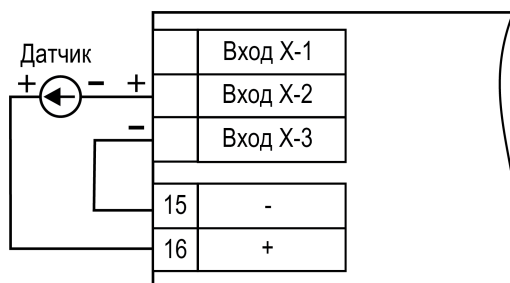 Датчик
+ - +
-
Вход X-1
Вход X-2
Вход X-3
15 -
16 +